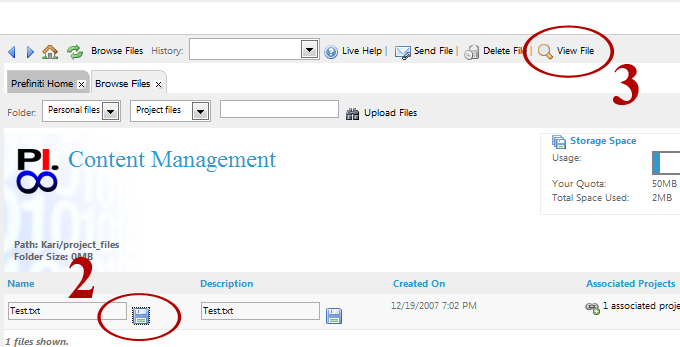 Browse Files History: Live Help | Send File | Delete File | View File
3
Prefiniti Home x Browse Files x
Folder: Personal files Project files Upload Files
PI.
Content Management
Storage Space
Usage:
Your Quota: 50MB
Total Space Used: 2MB
Path: Kari/project_files
Folder Size: 0MB
2
Name Description Created On Associated Projects
Test.txt Test.txt 12/19/2007 7:02 PM 1 associated proje
1 files shown.